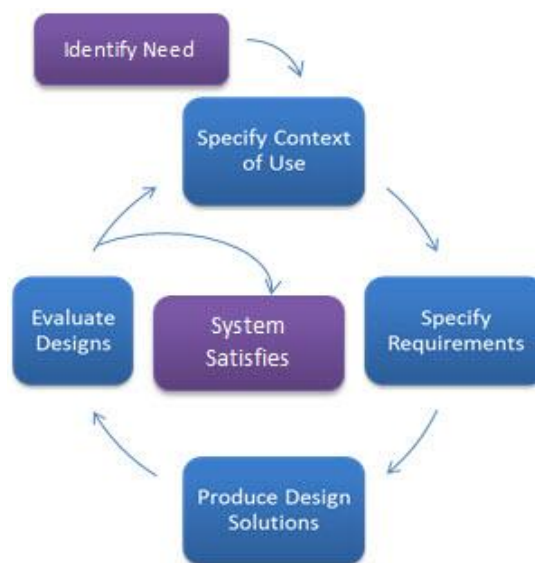 Identify Need
Specify Context
of Use
Evaluate
Designs
System
Satisfies
Specify
Requirements
Produce Design
Solutions